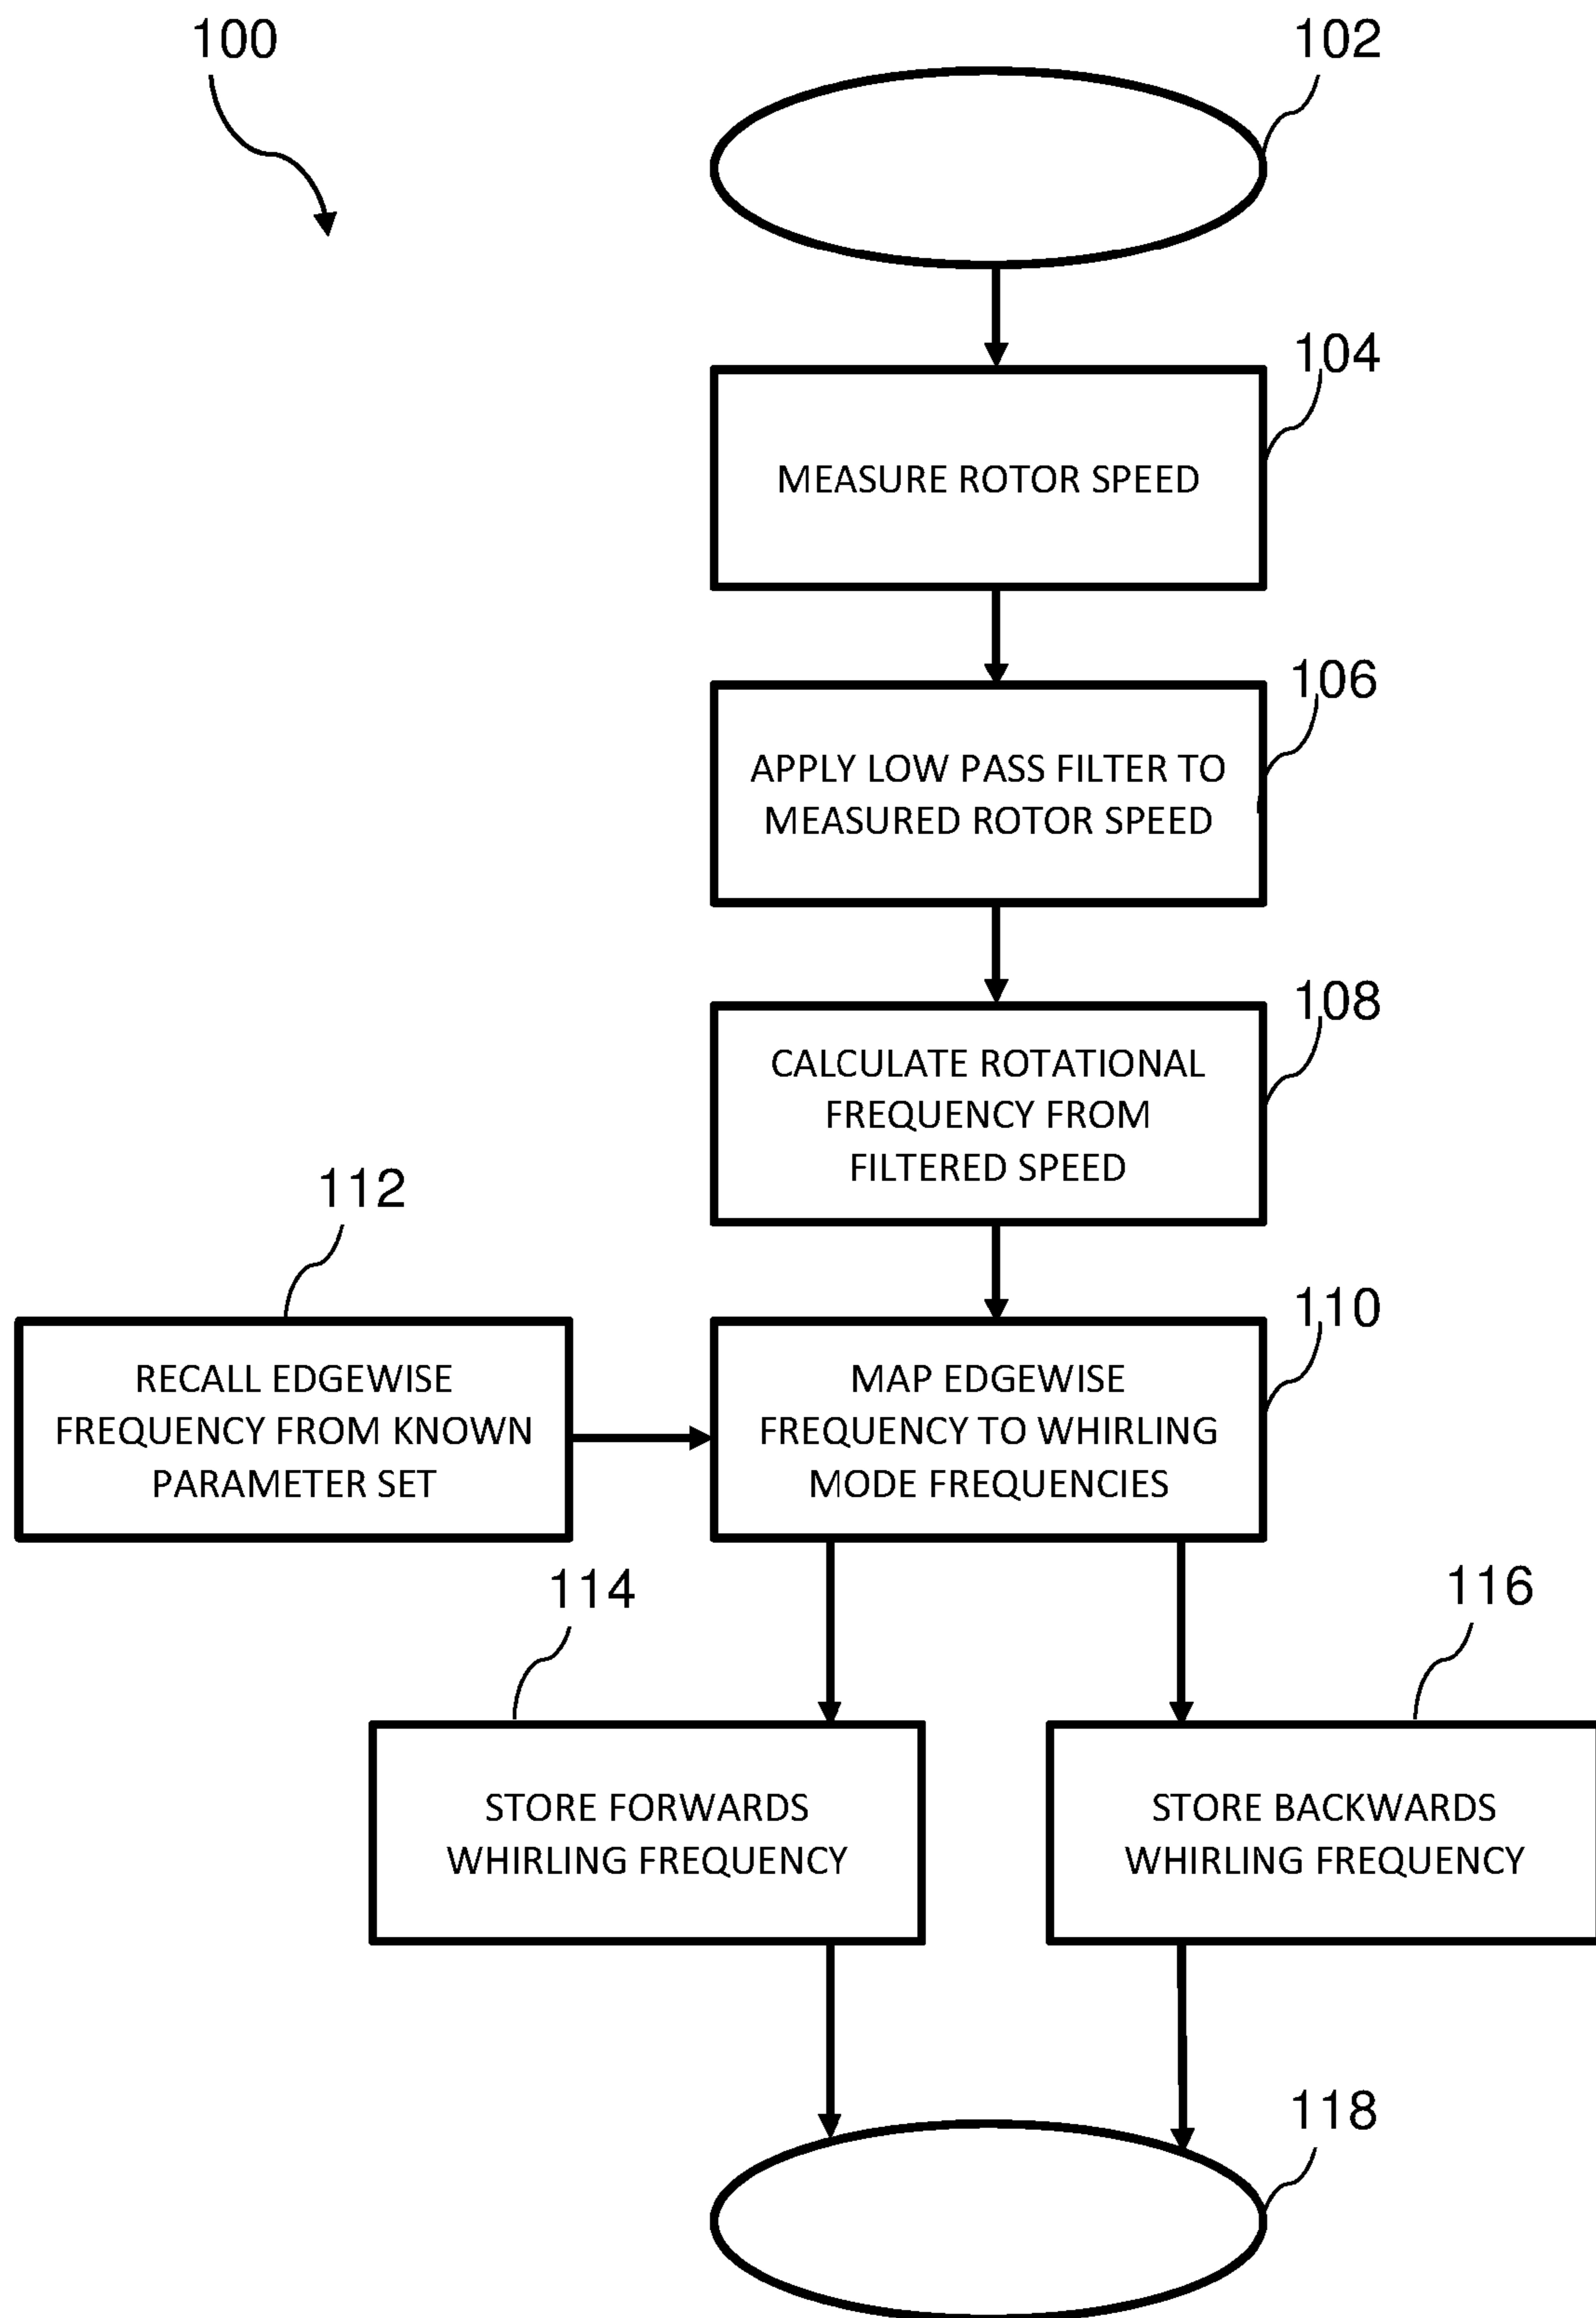 100
102
104
MEASURE ROTOR SPEED
106
APPLY LOW PASS FILTER TO
MEASURED ROTOR SPEED
108
CALCULATE ROTATIONAL
FREQUENCY FROM
FILTERED SPEED
112
110
RECALL EDGEWISE
FREQUENCY FROM KNOWN
PARAMETER SET
MAP EDGEWISE
FREQUENCY TO WHIRLING
MODE FREQUENCIES
114
116
STORE FORWARDS
WHIRLING FREQUENCY
STORE BACKWARDS
WHIRLING FREQUENCY
118